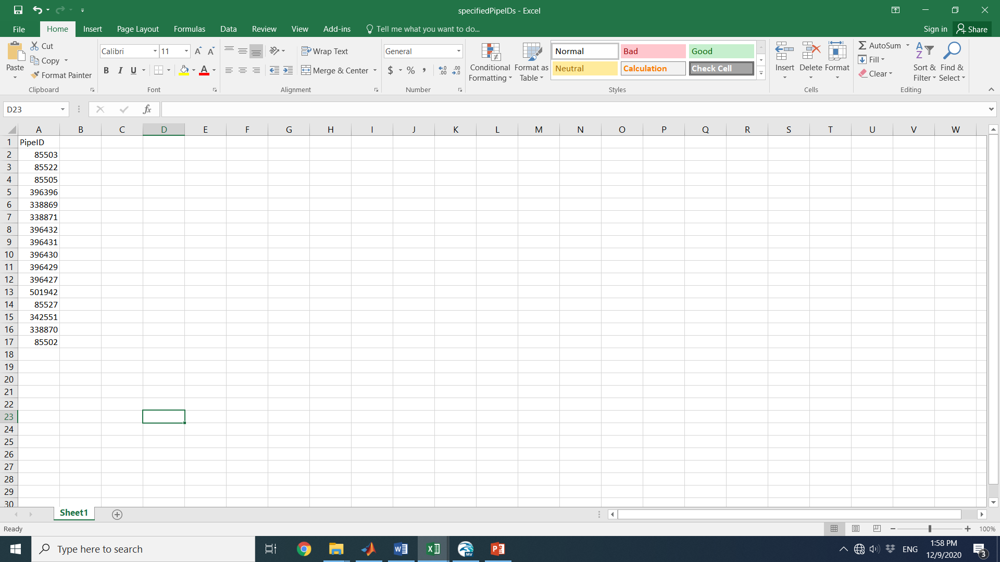 specifiedPipeIDs - Excel
File Home Insert Page Layout Formulas Data Review View Add-ins Tell me what you want to do... Sign in Share
Paste Cut Copy Format Painter Clipboard
Calibri 11 A A B I U A Font
Wrap Text Merge & Center Alignment
General $ % , .00 .00 Number
Conditional Formatting Format as Table
Normal Bad Good
Neutral Calculation Check Cell
Styles
Insert Delete Format Cells
AutoSum Fill Clear Sort & Filter Find & Select Editing
D23 fx
A B C D E F G H I J K L M N O P Q R S T U V W
1 PipeID
2 85503
3 85522
4 85505
5 396396
6 338869
7 338871
8 396432
9 396431
10 396430
11 396429
12 396427
13 501942
14 85527
15 342551
16 338870
17 85502
18
19
20
21
22
23
24
25
26
27
28
29
30
Sheet1
Ready 100%
Type here to search ENG 1:58 PM
12/9/2020 3